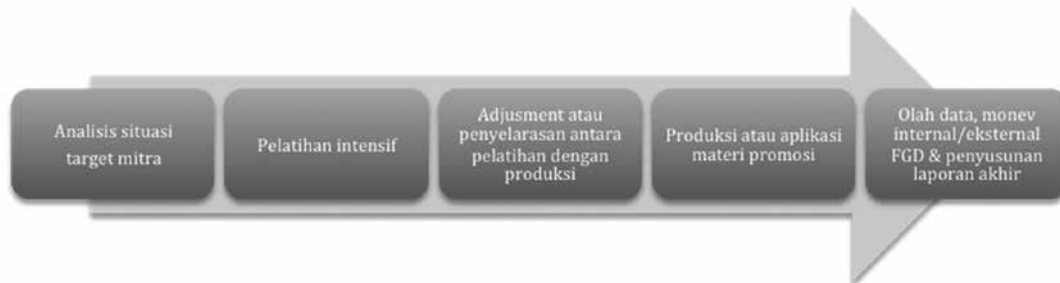 Analisis situasi
target mitra
Pelatihan intensif
Adjusment atau
penyelarasan antara
pelatihan dengan
produksi
Produksi atau aplikasi
materi promosi
Olah data, monev
internal/eksternal
FGD & penyusunan
laporan akhir